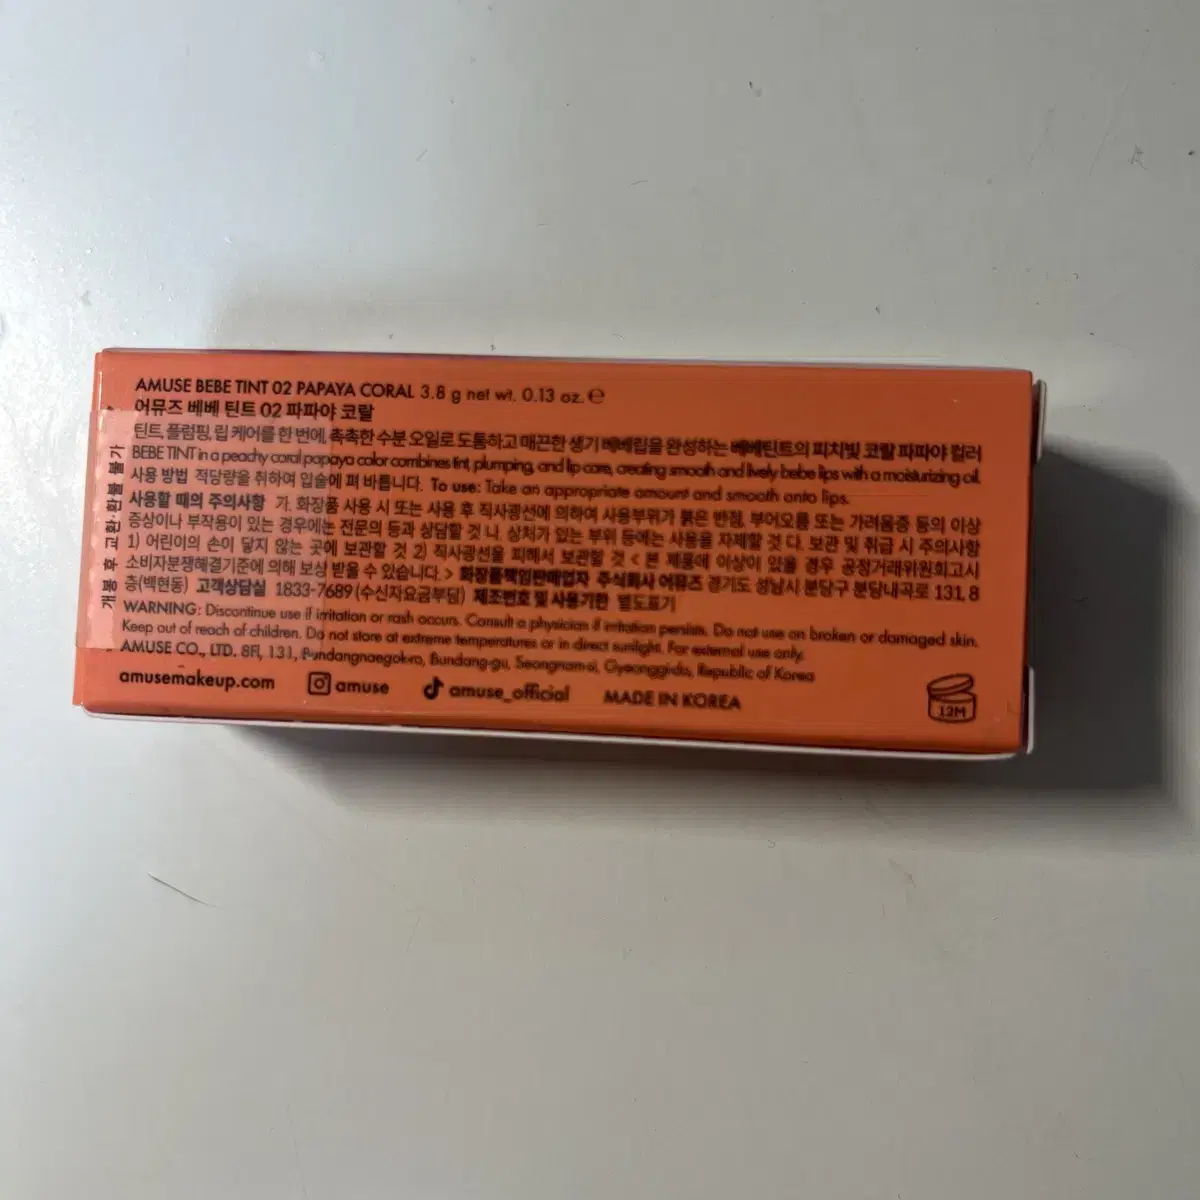 AMUSE BEBE TINT 02 PAPAYA CORAL 3.8 g net wt. 0.13 oz. ℮
어뮤즈 베베 틴트 02 파파야 코랄
틴트, 플럼핑, 립 케어를 한 번에, 촉촉한 수분 오일로 도톰하고 매끈한 생기 베베립을 완성하는 베베틴트의 피치빛 코랄 파파야 컬러
BEBE TINT in a peachy coral papaya color combines tint, plumping, and lip care, creating smooth and lively bebe lips with a moisturizing oil.
사용 방법 적당량을 취하여 입술에 펴 바릅니다. To use: Take an appropriate amount and smooth onto lips.
사용할 때의 주의사항 가. 화장품 사용 시 또는 사용 후 직사광선에 의하여 사용부위가 붉은 반점, 부어오름 또는 가려움증 등의 이상
증상이나 부작용이 있는 경우에는 전문의 등과 상담할 것 나. 상처가 있는 부위 등에는 사용을 자제할 것 다. 보관 및 취급 시 주의사항
1) 어린이의 손이 닿지 않는 곳에 보관할 것 2) 직사광선을 피해서 보관할 것 < 본 제품에 이상이 있을 경우 공정거래위원회고시
소비자분쟁해결기준에 의해 보상 받을 수 있습니다. > 화장품책임판매업자 주식회사 어뮤즈 경기도 성남시 분당구 분당내곡로 131, 8
층(백현동) 고객상담실 1833-7689 (수신자요금부담) 제조번호 및 사용기한 별도표기
WARNING: Discontinue use if irritation or rash occurs. Consult a physician if irritation persists. Do not use on broken or damaged skin.
Keep out of reach of children. Do not store at extreme temperatures or in direct sunlight. For external use only.
AMUSE CO., LTD. 8Fl, 131, Bundangnaegok-ro, Bundang-gu, Seongnam-si, Gyeonggi-do, Republic of Korea
amusemakeup.com amuse amuse_official MADE IN KOREA
12M
개봉 후 교환·환불 불가